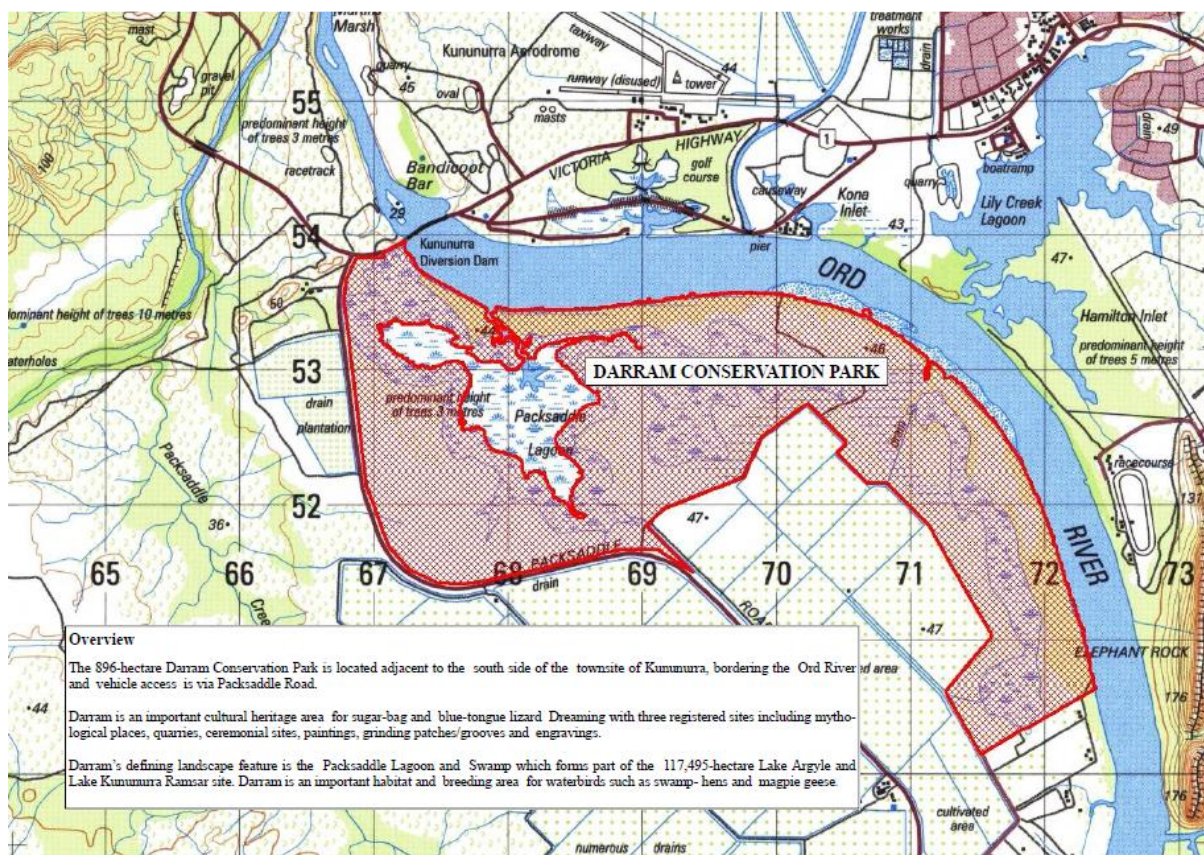 Marsh
mast
taxiway
treatment
works
Kununurra Aerodrome
quarry
45
oval
runway (disused)
tower
44
drain
gravel
pit
55
masts
predominant height
of trees 3 metres
HIGHWAY
1
drain
49
100
racetrack
Bandicoot
Bar
VICTORIA
golf
course
causeway
quarry
boatramp
Kona
Inlet
Lily Creek
Lagoon
29
43
54
Kununurra
Diversion Dam
pier
ORD
47
50
predominant height of trees 10 metres
Hamilton Inlet
44
46
predominant
height
of trees 5 metres
waterholes
53
DARRAM CONSERVATION PARK
drain
predominant height
of trees 3 metres
plantation
Packsaddle
Lagoon
drain
Packsaddle
racecourse
52
36
47
13
RIVER
PACKSADDLE
65
66
67
68
69
70
71
72
73
drain
Creek
ROAD
47
ELEPHANT ROCK
176
44
Overview
The 896-hectare Darram Conservation Park is located adjacent to the south side of the townsite of Kununurra, bordering the Ord River
and vehicle access is via Packsaddle Road.
Darram is an important cultural heritage area for sugar-bag and blue-tongue lizard Dreaming with three registered sites including mytho-
logical places, quarries, ceremonial sites, paintings, grinding patches/grooves and engravings.
Darram's defining landscape feature is the Packsaddle Lagoon and Swamp which forms part of the 117,495-hectare Lake Argyle and
Lake Kununurra Ramsar site. Darram is an important habitat and breeding area for waterbirds such as swamp- hens and magpie geese.
area
176
cultivated
area
numerous drains